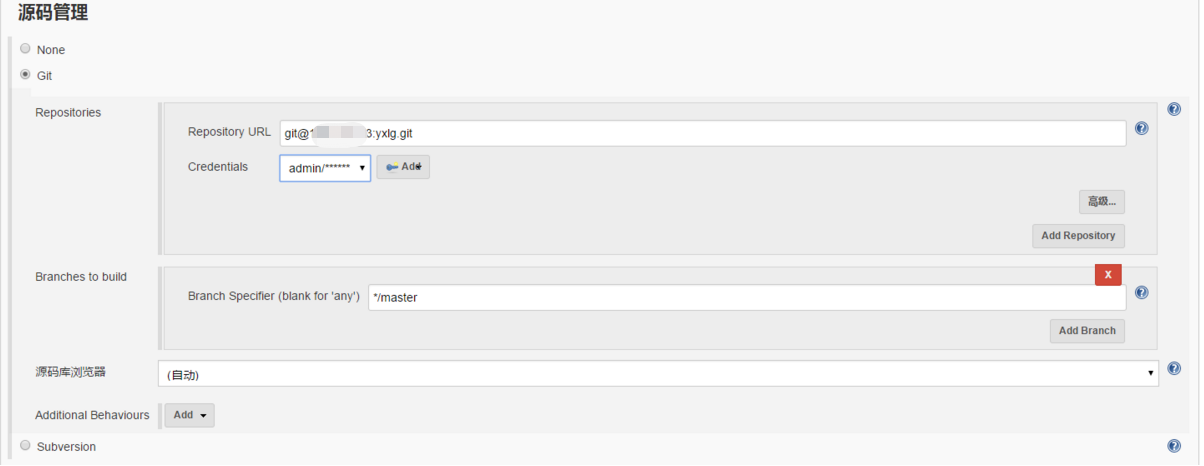 源码管理
None
Git
Repositories
Repository URL git@1 3:yxlg.git
Credentials admin/****** Add
高级...
Add Repository
Branches to build
X
Branch Specifier (blank for 'any') */master
Add Branch
源码库浏览器 (自动)
Additional Behaviours Add
Subversion